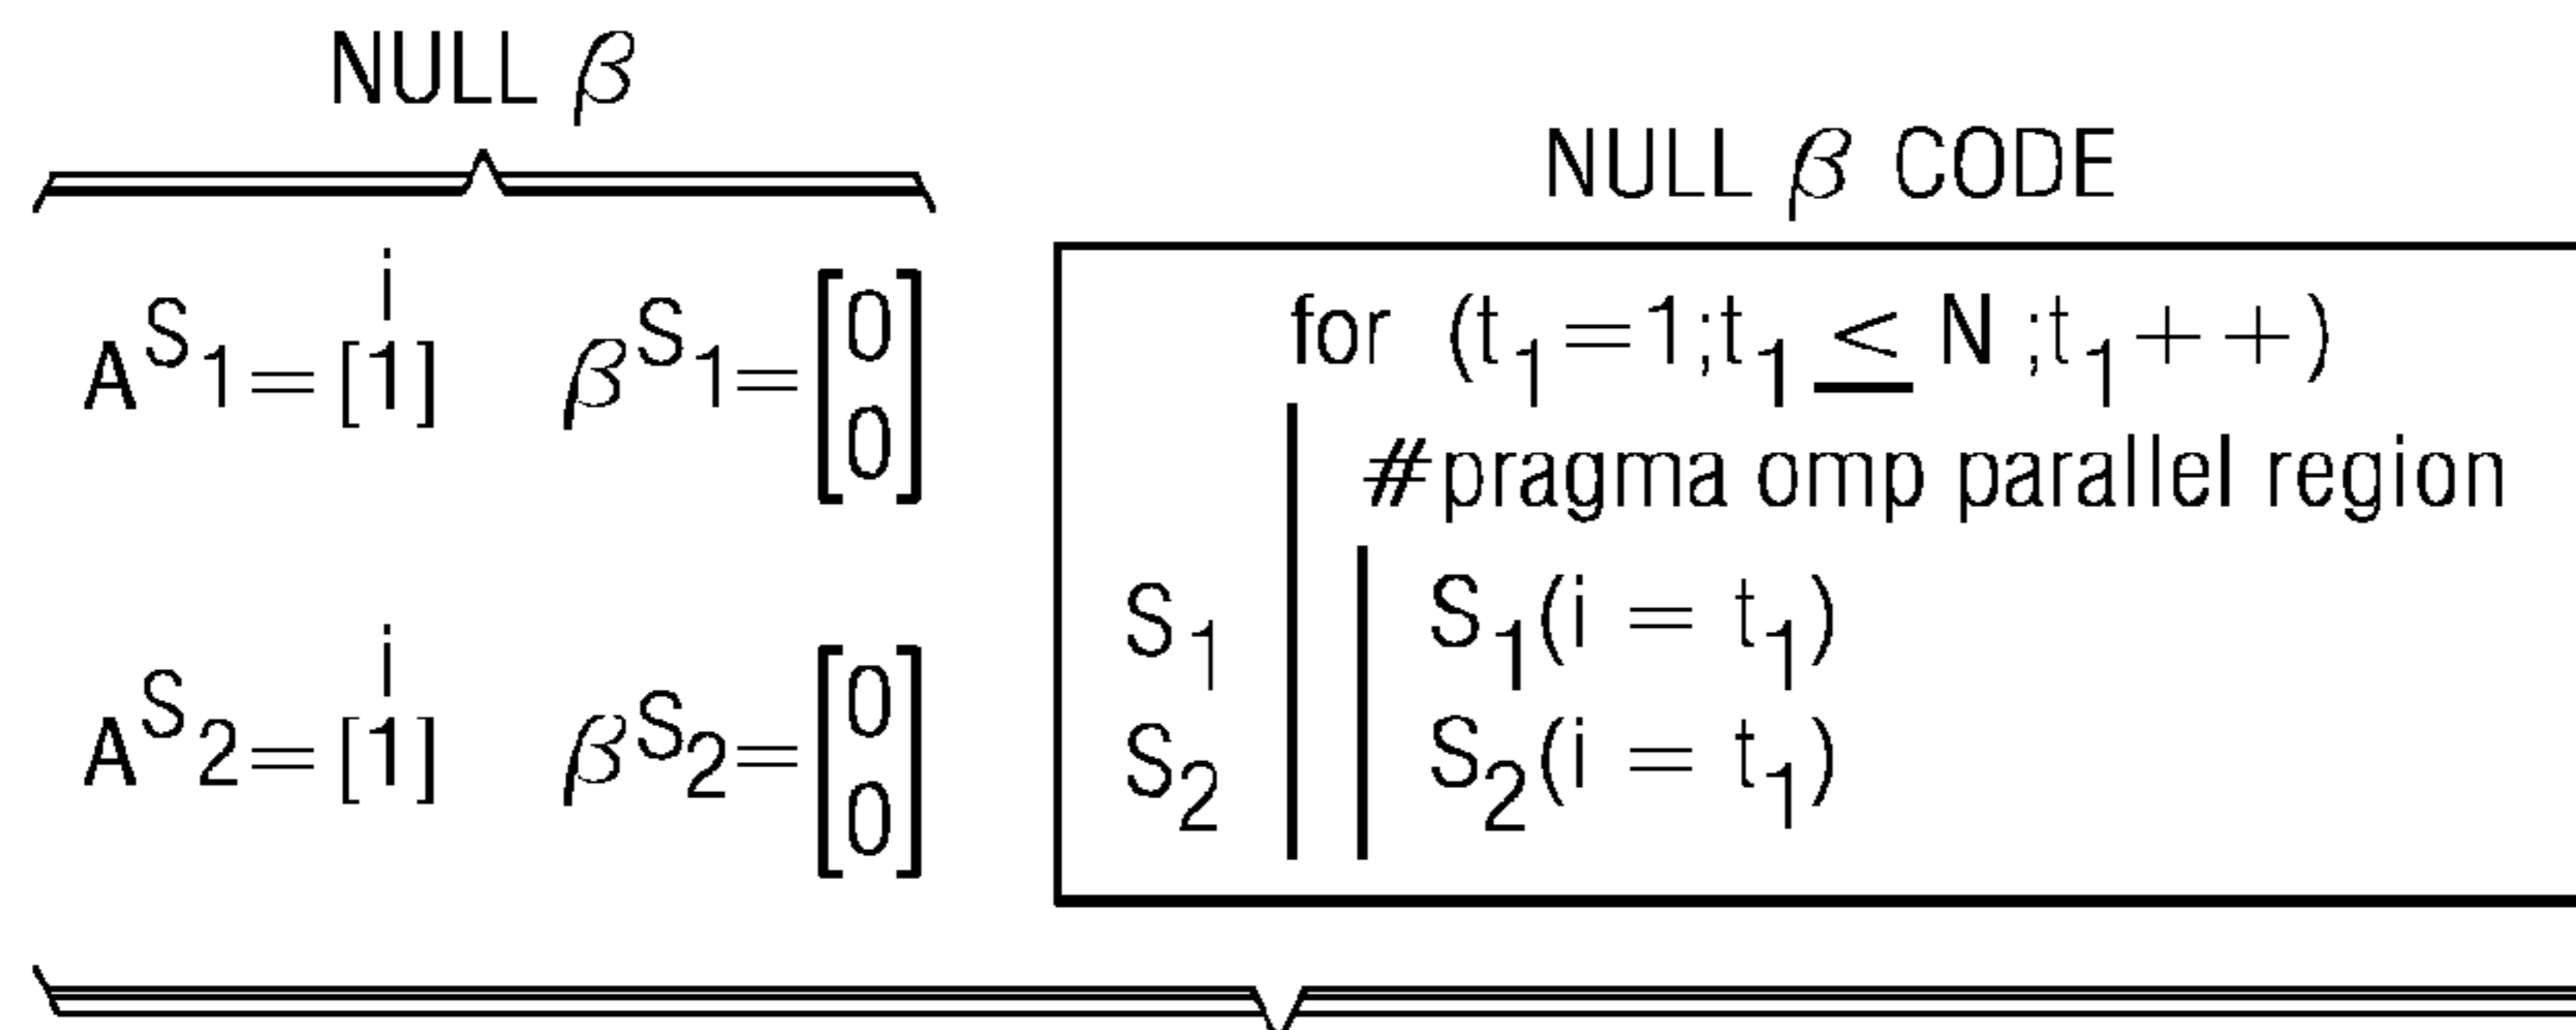 NULL β
i
A^S1=[1] β^S1=[0 0]
i
A^S2=[1] β^S2=[0 0]
NULL β CODE
for (t1=1;t1≤ N ;t1++)
#pragma omp parallel region
S1 S1(i = t1)
S2 S2(i = t1)